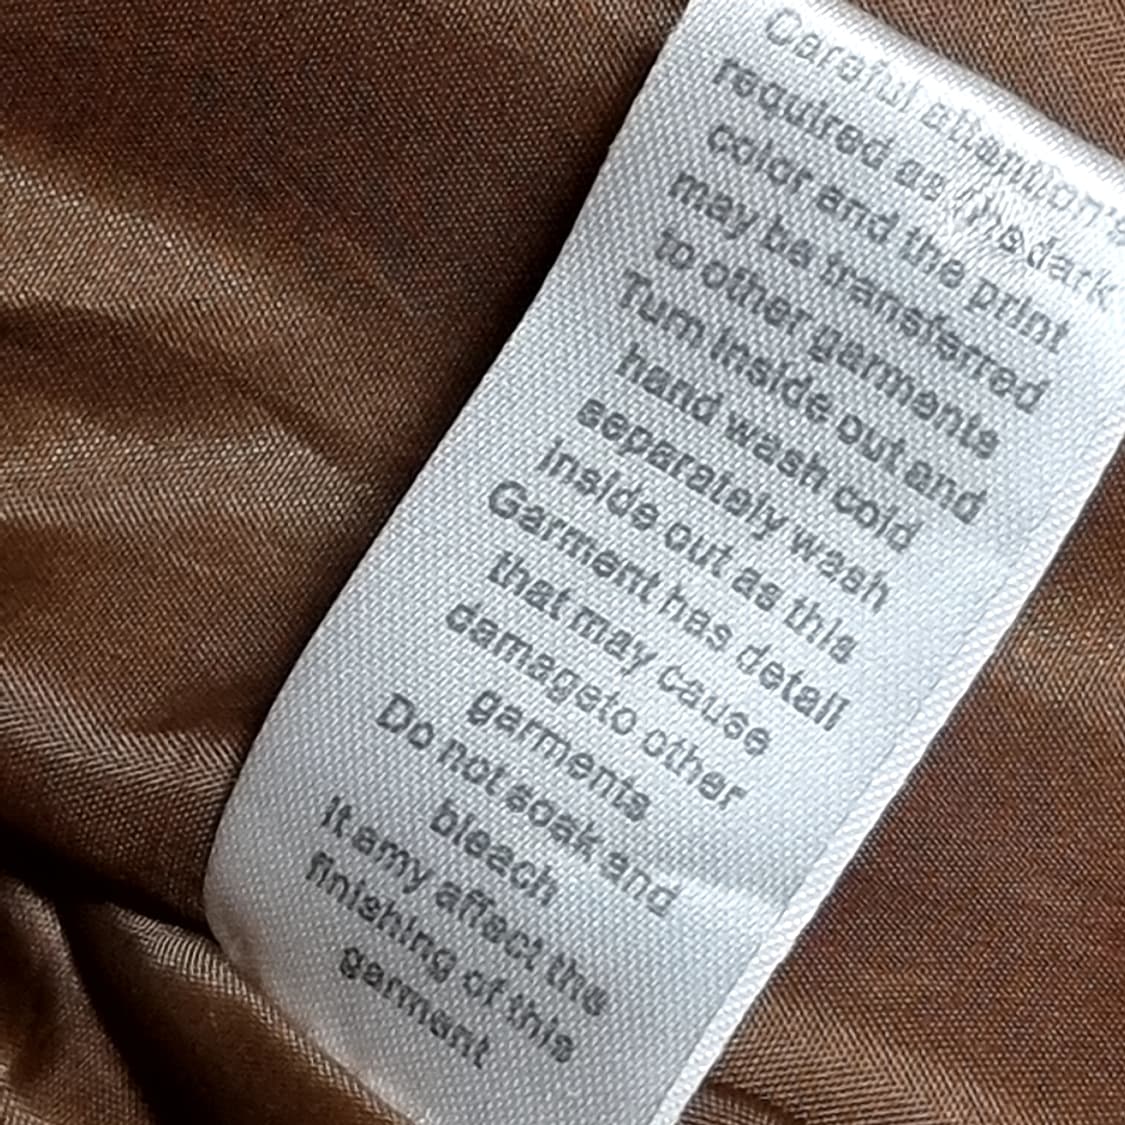 Careful attention's
required as the dark
color and the print
may be transferred
to other garments
Turn inside out and
hand wash cold
separately wash
inside out as this
Garment has detail
that may cause
damageto other
garments
Do not soak and
bleach
It amy affect the
finishing of this
garmant